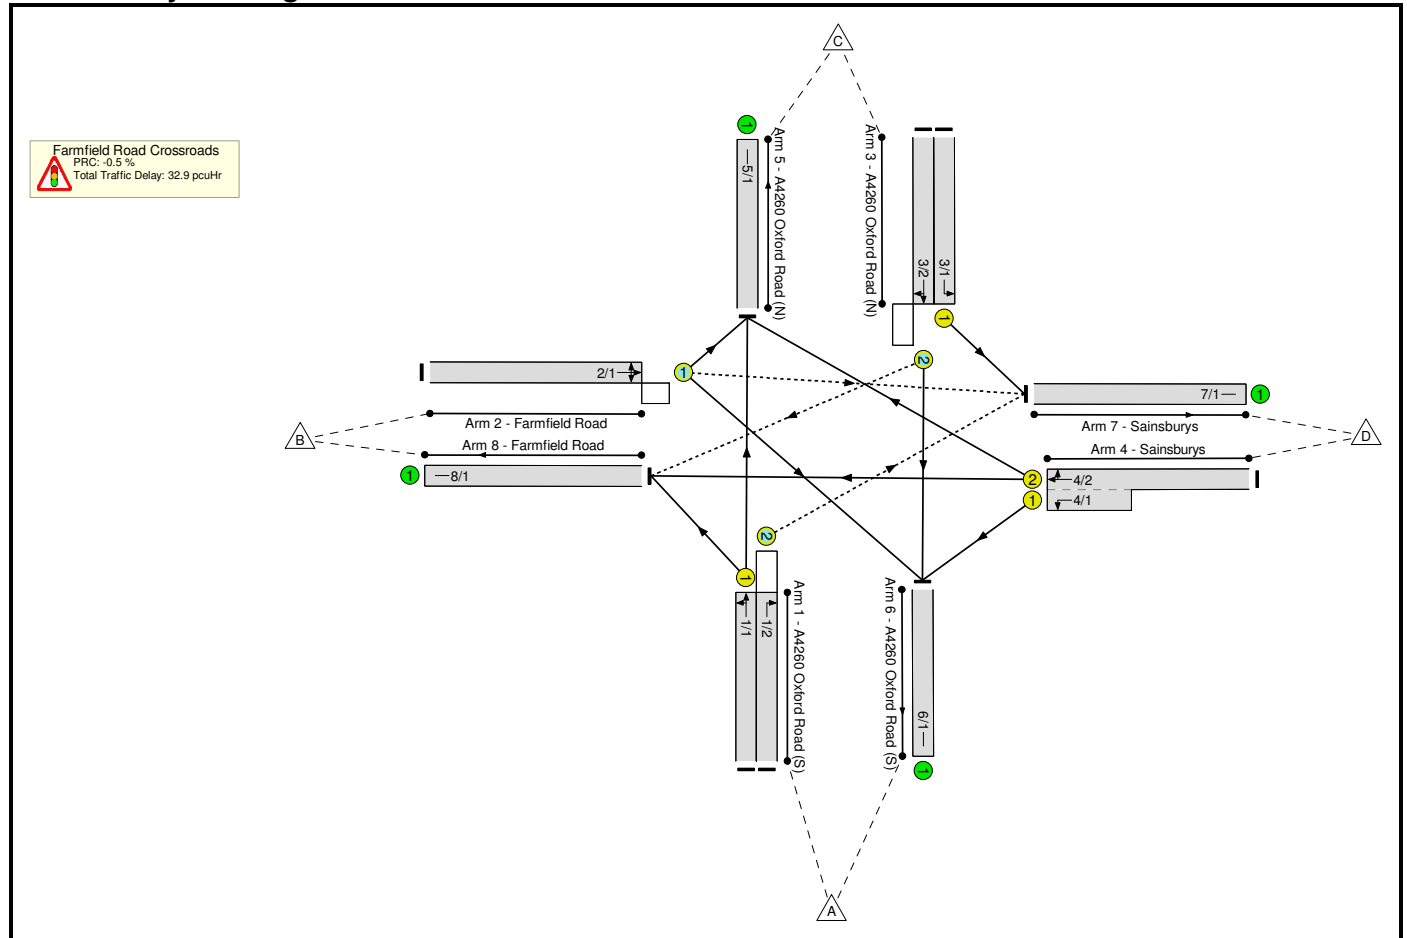 C
Farmfield Road Crossroads
PRC: -0.5 %
Total Traffic Delay: 32.9 pcuHr
1
5/1
Arm 5 - A4260 Oxford Road (N)
Arm 3 - A4260 Oxford Road (N)
3/2
3/1
1
2
2/1
1
Arm 2 - Farmfield Road
7/1
1
Arm 7 - Sainsburys
B
D
Arm 8 - Farmfield Road
Arm 4 - Sainsburys
1
8/1
2
4/2
1
4/1
2
1
1/1
1/2
Arm 1 - A4260 Oxford Road (S)
Arm 6 - A4260 Oxford Road (S)
6/1
1
A